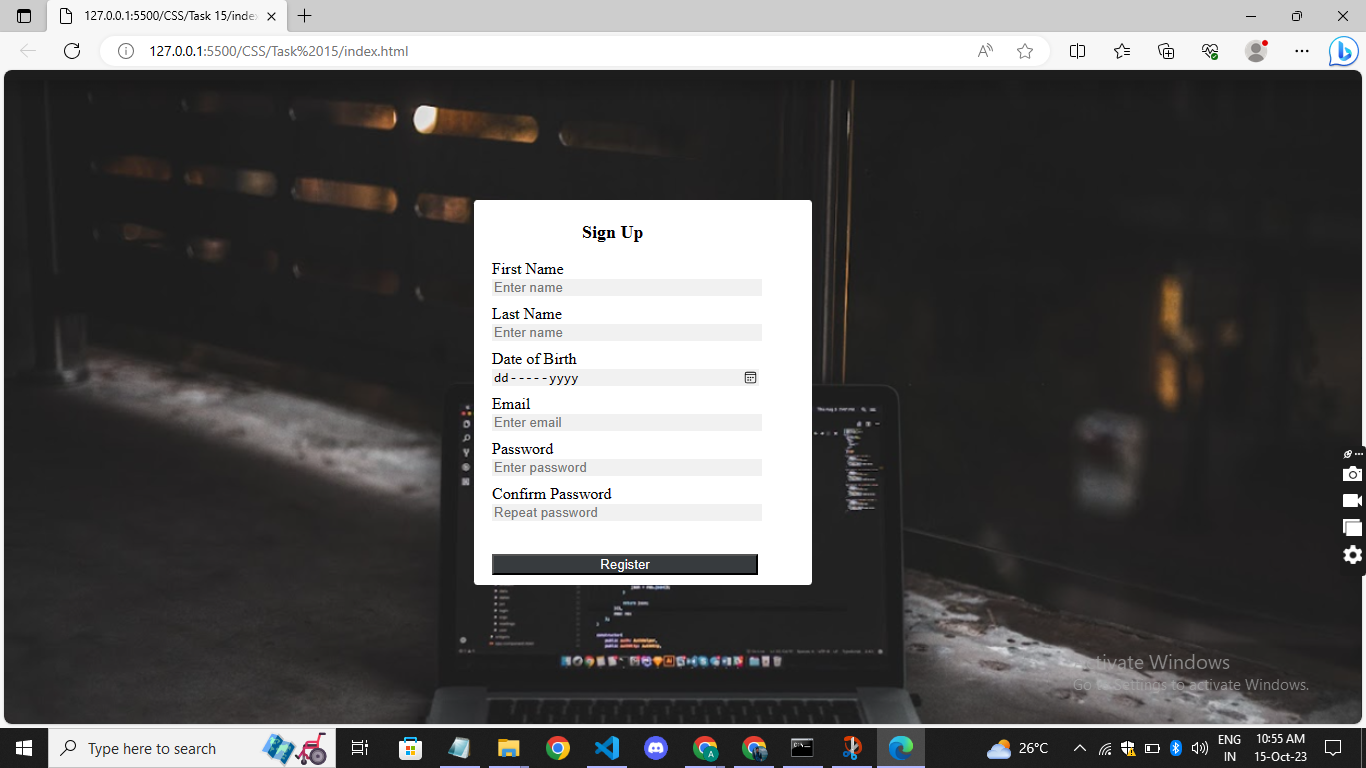 127.0.0.1:5500/CSS/Task 15/inde
127.0.0.1:5500/CSS/Task%2015/index.html
Sign Up
First Name
Enter name
Last Name
Enter name
Date of Birth
dd-----yyyy
Email
Enter email
Password
Enter password
Confirm Password
Repeat password
Register
Activate Windows
Go to Settings to activate Windows.
Type here to search
26°C
ENG
IN
10:55 AM
15-Oct-23